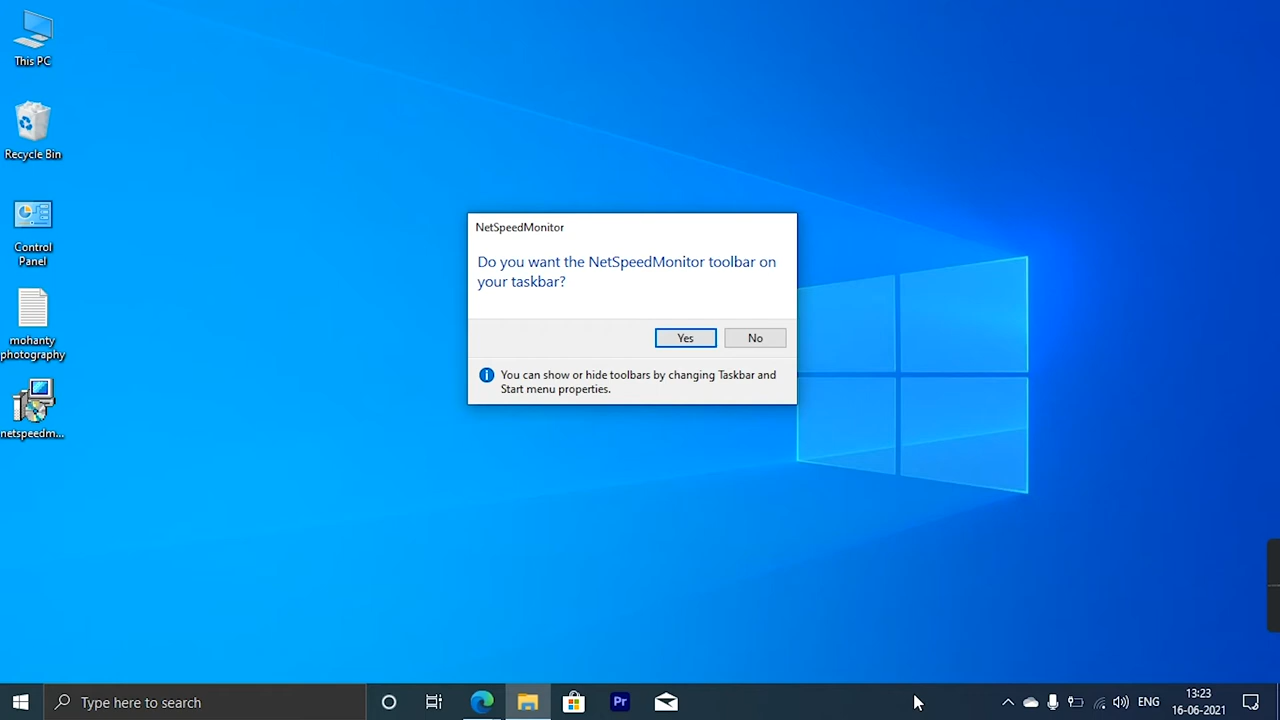 This PC
Recycle Bin
Control
Panel
mohanty
photography
netspeedm...
NetSpeedMonitor
Do you want the NetSpeedMonitor toolbar on
your taskbar?
Yes
No
You can show or hide toolbars by changing Taskbar and
Start menu properties.
Type here to search
Pr
ENG
13:23
16-06-2021